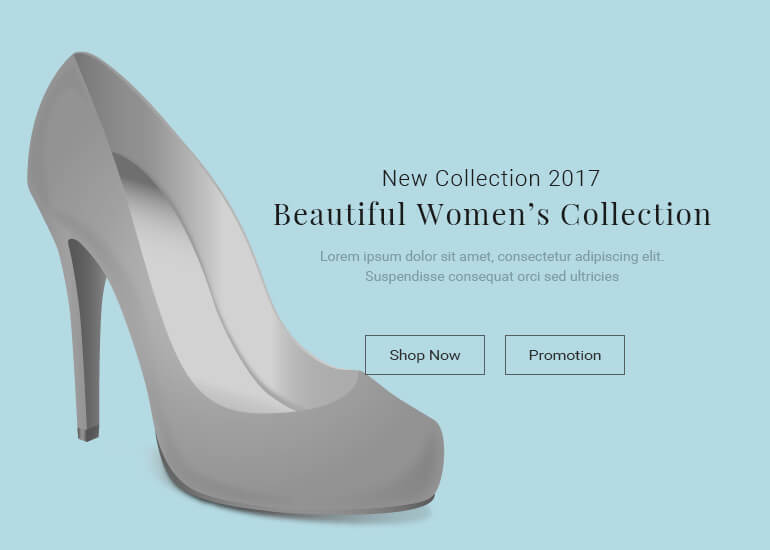 New Collection 2017
Beautiful Women’s Collection
Lorem ipsum dolor sit amet, consectetur adipiscing elit.
Suspendisse consequat orci sed ultricies
Shop Now
Promotion